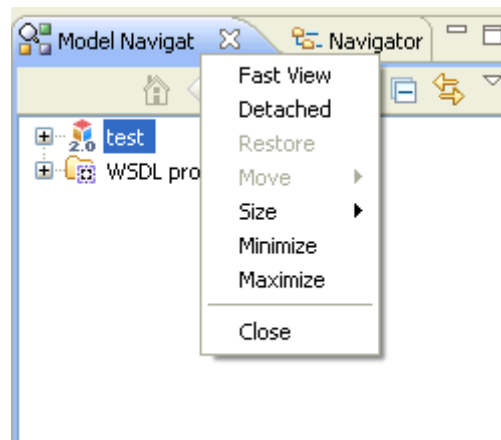 Model Navigat Navigator
Fast View
Detached
Restore
Move
Size
Minimize
Maximize
Close
2.0 test
WSDL pro